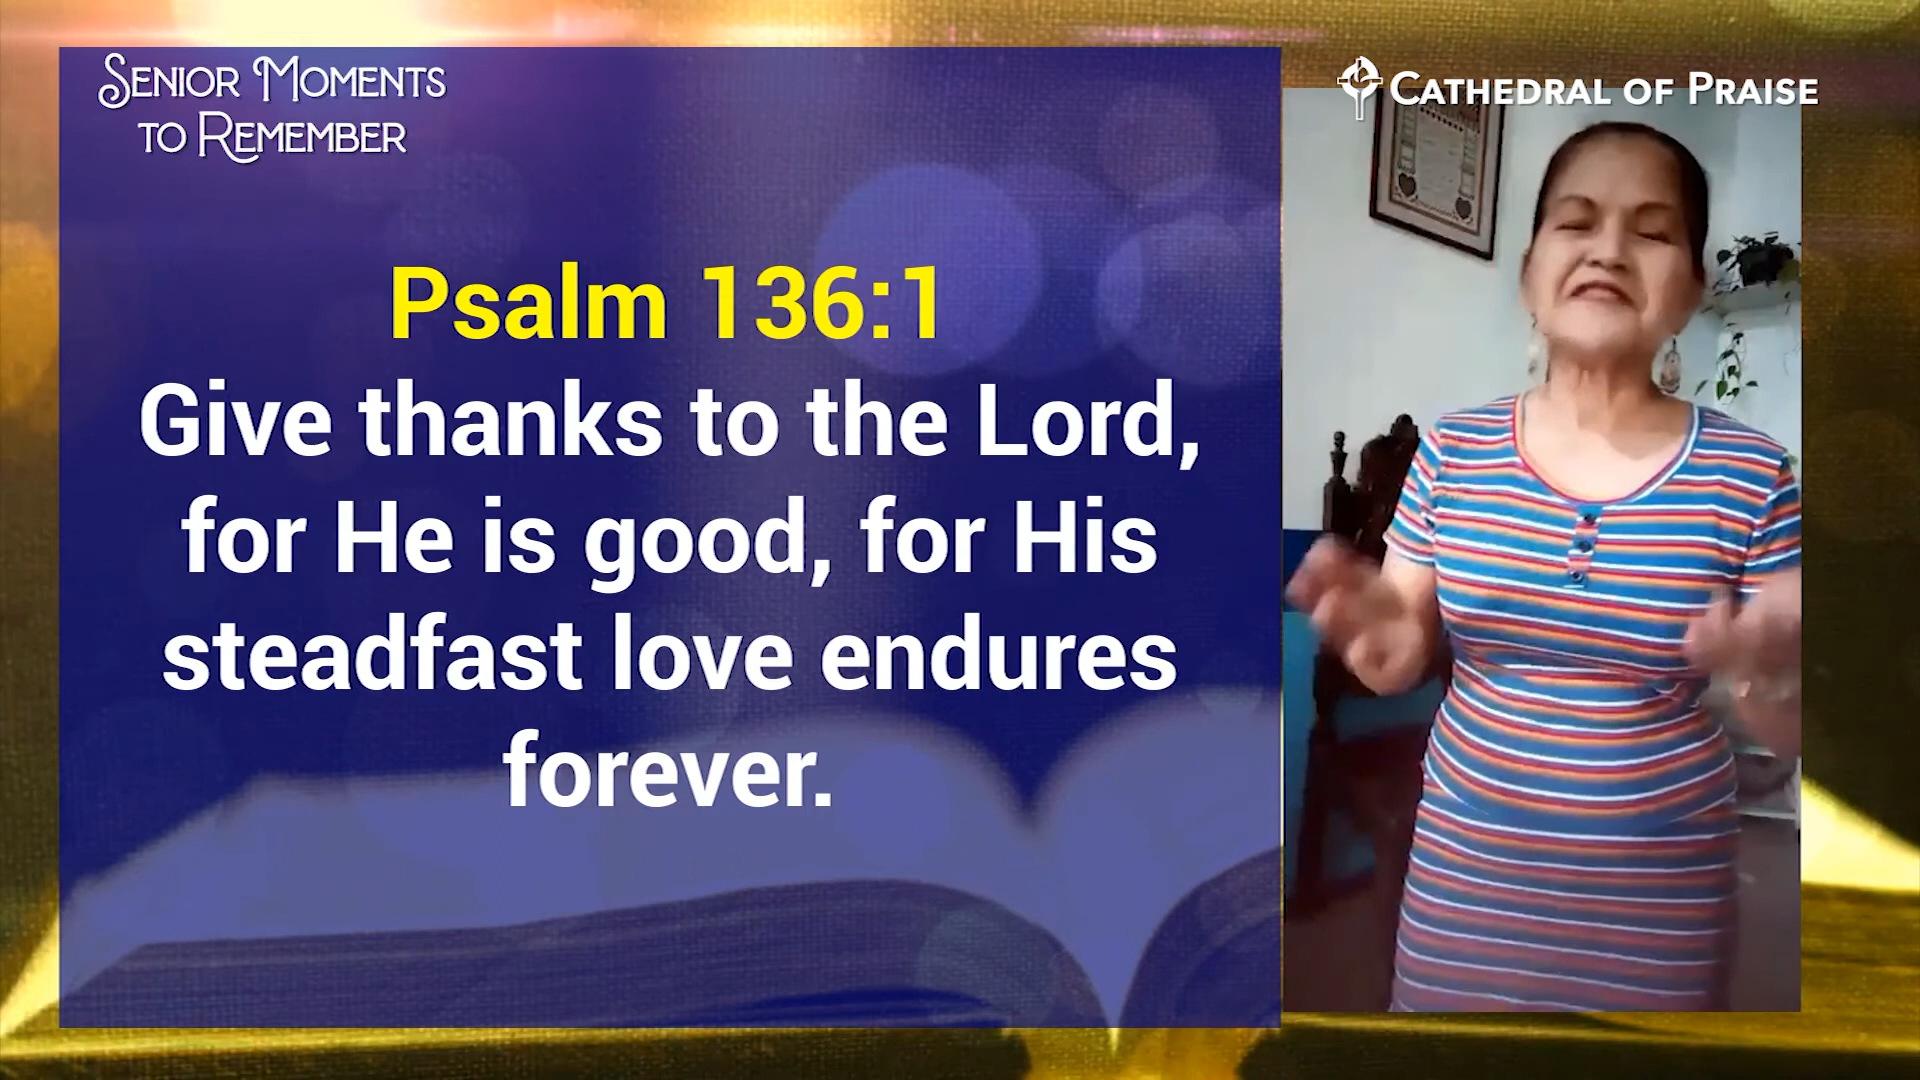 Senior Moments
to Remember
Cathedral of Praise
Psalm 136:1
Give thanks to the Lord,
for He is good, for His
steadfast love endures
forever.